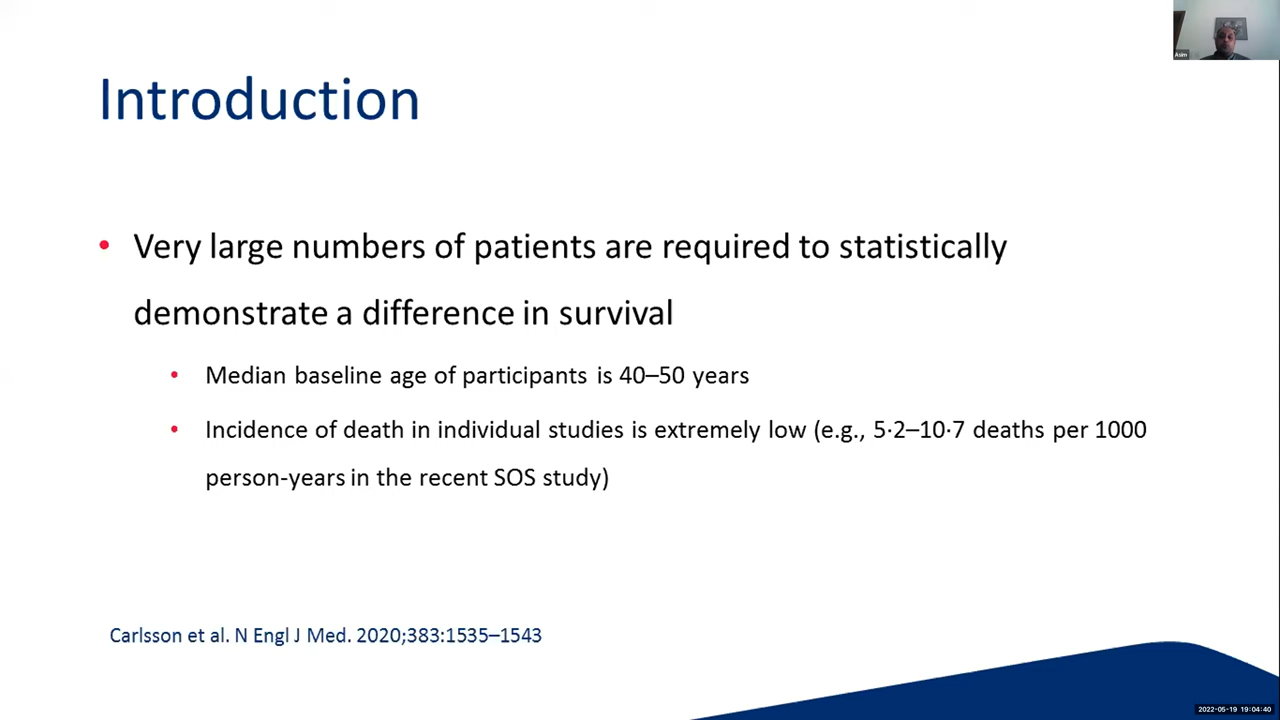 Asim
Introduction
• Very large numbers of patients are required to statistically
demonstrate a difference in survival
• Median baseline age of participants is 40–50 years
• Incidence of death in individual studies is extremely low (e.g., 5·2–10·7 deaths per 1000
person-years in the recent SOS study)
Carlsson et al. N Engl J Med. 2020;383:1535–1543
2022-05-19 19:04:40